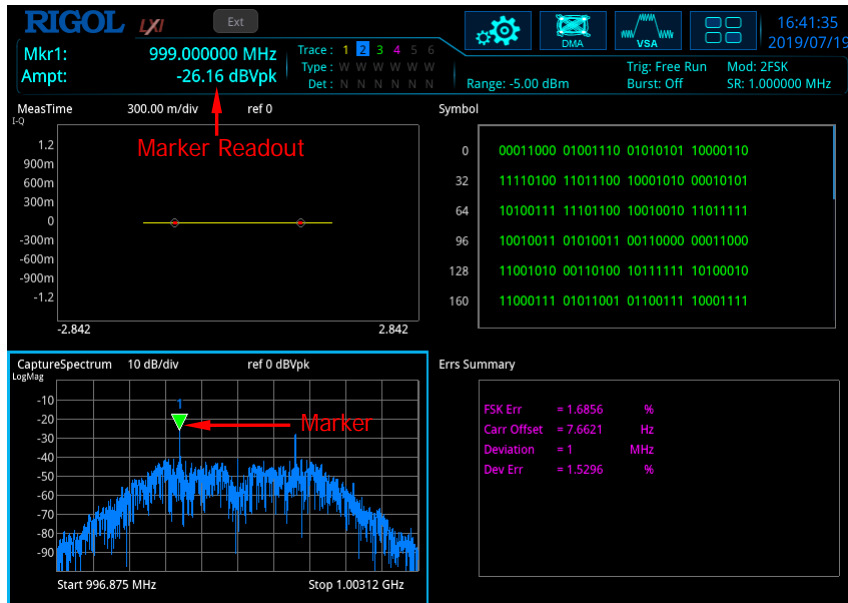 RIGOL LXI Ext
DMA VSA
16:41:35
2019/07/19
Mkr1: 999.000000 MHz
Ampt: -26.16 dBVpk
Trace : 1 2 3 4 5 6
Type : W W W W W W
Det : N N N N N N
Range: -5.00 dBm
Trig: Free Run Mod: 2FSK
Burst: Off SR: 1.000000 MHz
MeasTime 300.00 m/div ref 0
I-Q
Marker Readout
1.2
900m
600m
300m
0
-300m
-600m
-900m
-1.2
-2.842 2.842
Symbol
0 00011000 01001110 01010101 10000110
32 11110100 11011100 10001010 00010101
64 10100111 11101100 10010010 11011111
96 10010011 01010011 00110000 00011000
128 11001010 00110100 10111111 10100010
160 11000111 01011001 01100111 10001111
CaptureSpectrum 10 dB/div ref 0 dBVpk
LogMag
1
Marker
-10
-20
-30
-40
-50
-60
-70
-80
-90
Start 996.875 MHz Stop 1.00312 GHz
Errs Summary
FSK Err = 1.6856 %
Carr Offset = 7.6621 Hz
Deviation = 1 MHz
Dev Err = 1.5296 %